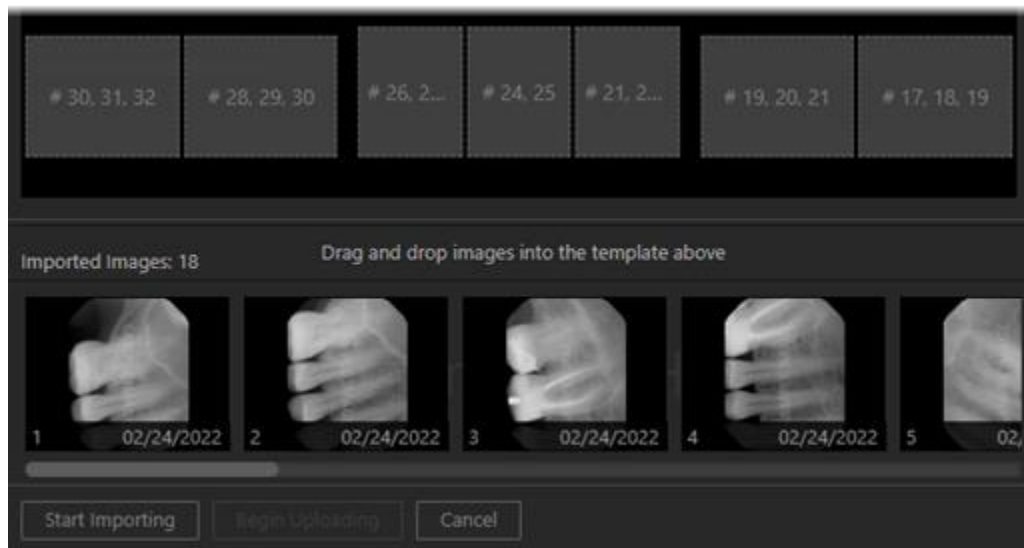 # 30, 31, 32
# 28, 29, 30
# 26, 2...
# 24, 25
# 21, 2...
# 19, 20, 21
# 17, 18, 19
Imported Images: 18
Drag and drop images into the template above
1 02/24/2022
2 02/24/2022
3 02/24/2022
4 02/24/2022
5 02/
Start Importing
Begin Uploading
Cancel